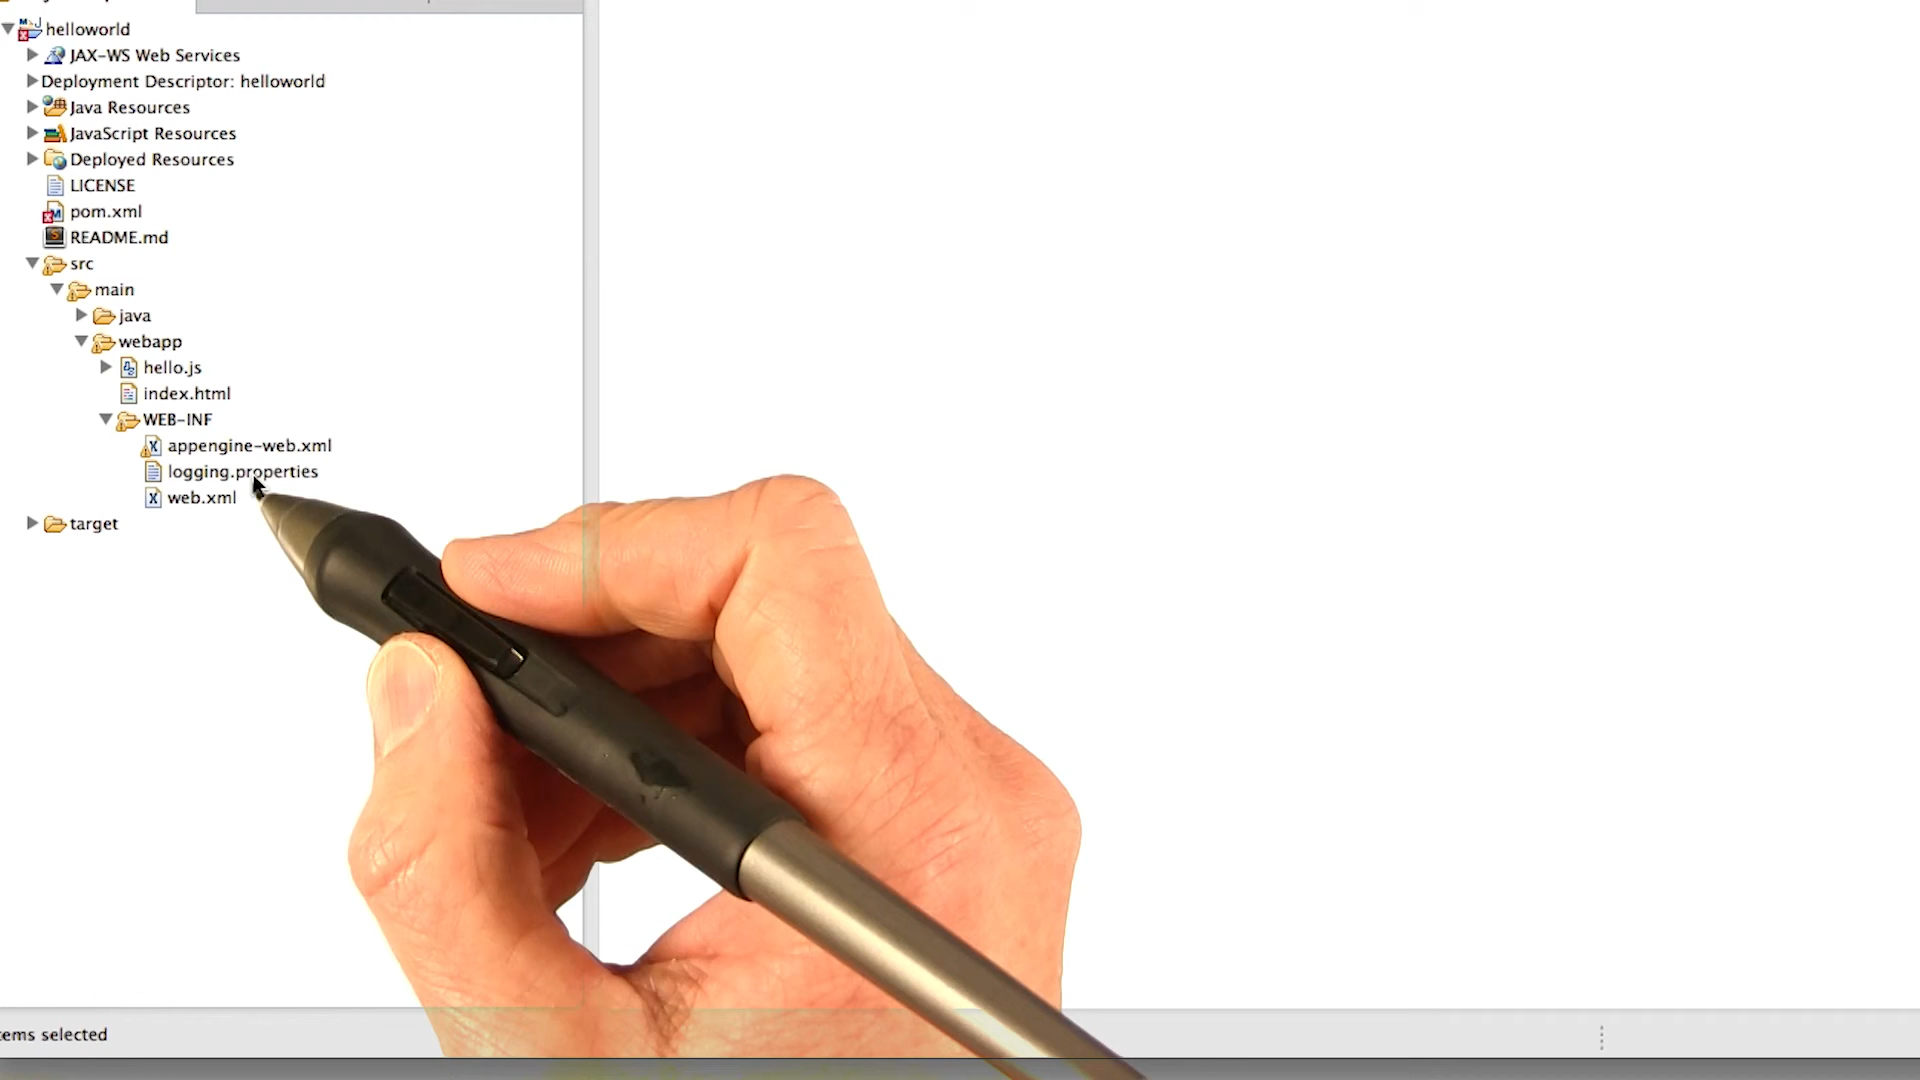 helloworld
JAX-WS Web Services
Deployment Descriptor: helloworld
Java Resources
JavaScript Resources
Deployed Resources
LICENSE
pom.xml
README.md
src
main
java
webapp
hello.js
index.html
WEB-INF
appengine-web.xml
logging.properties
web.xml
target
tems selected